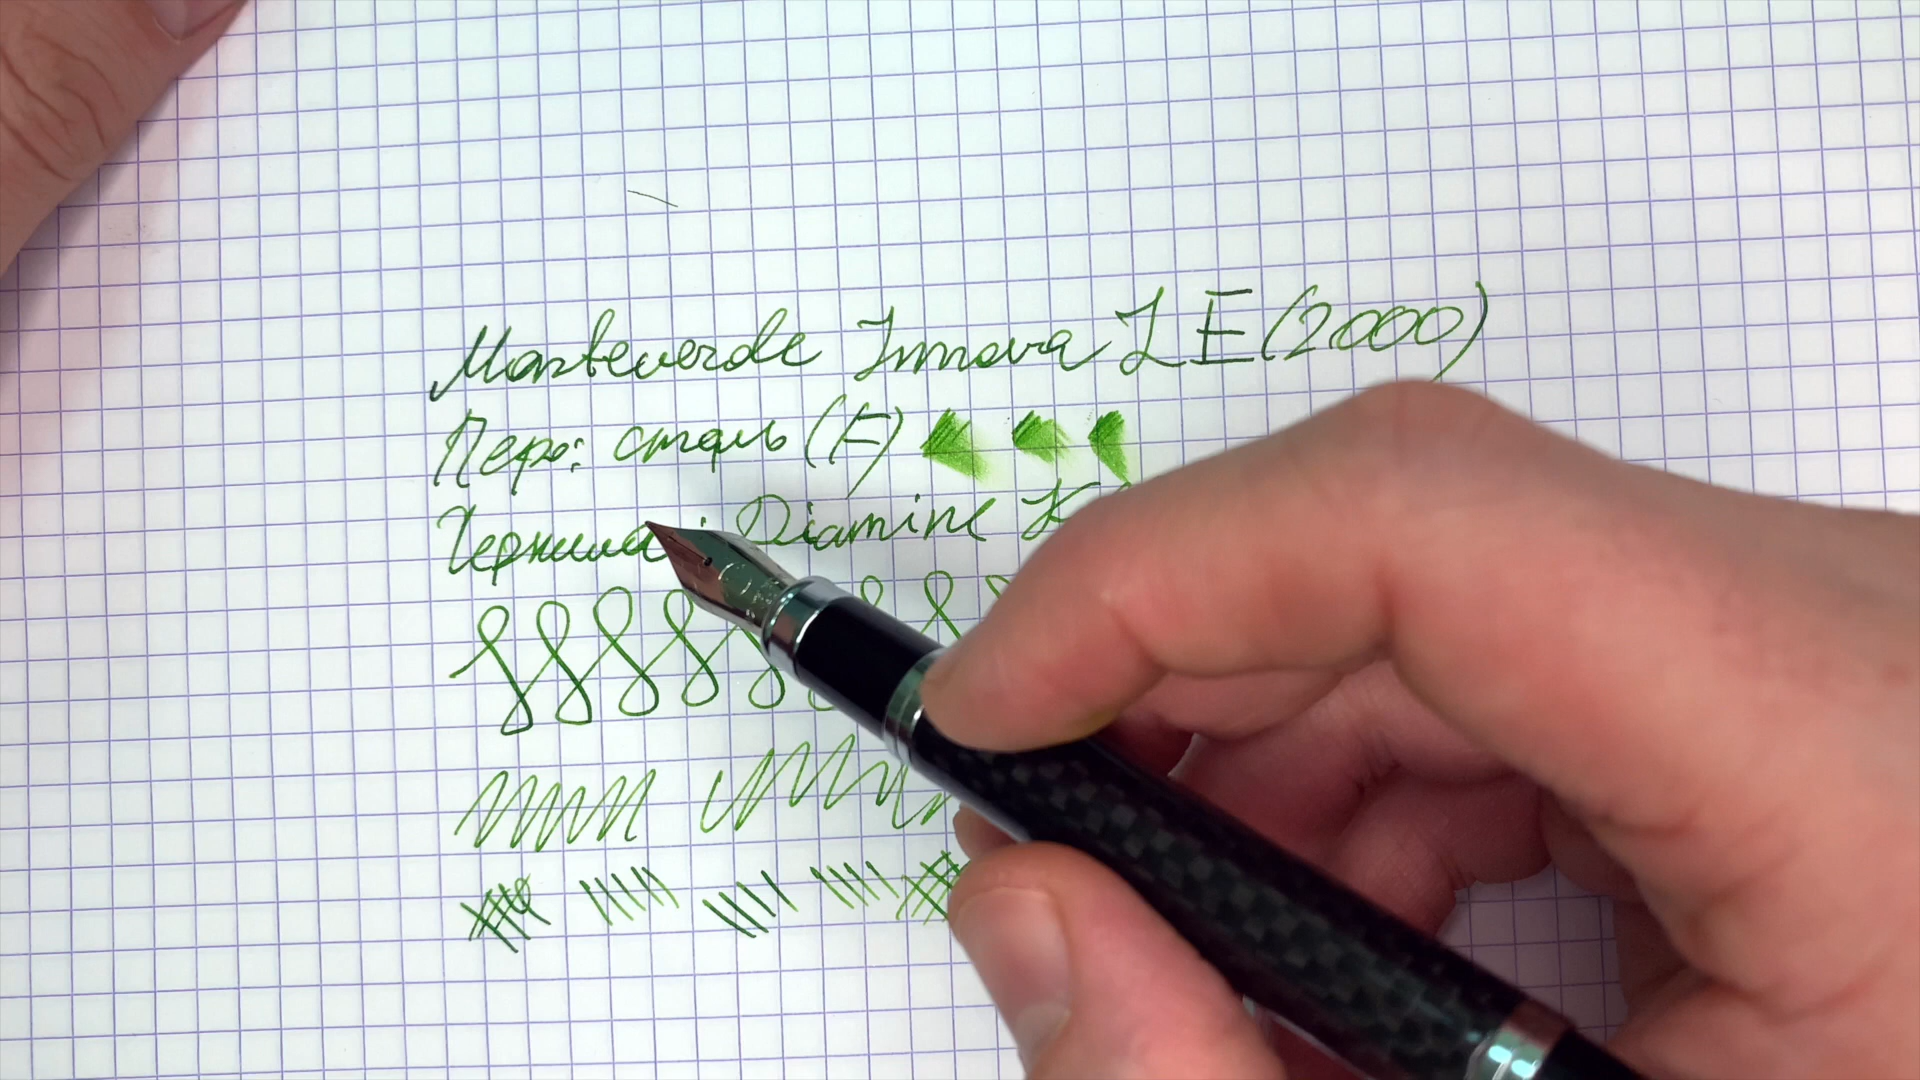 Monteverde Innova LE (2000)
Перо: сталь (F)
Чернила: Diamine